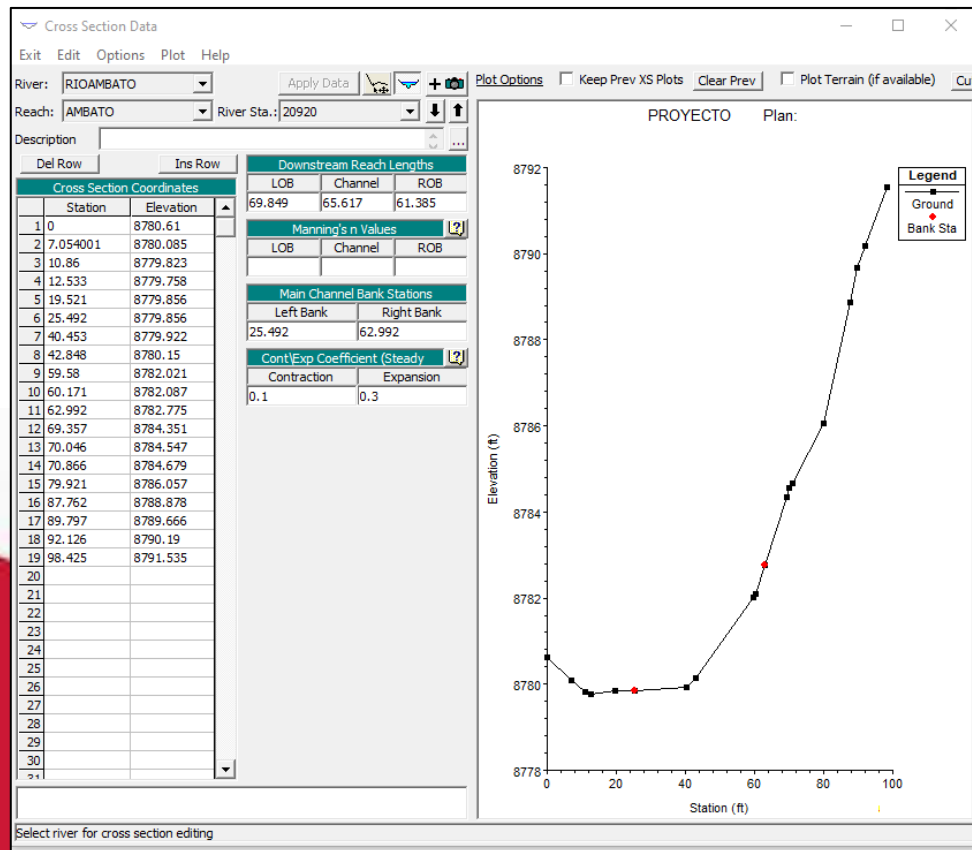 Cross Section Data
Exit Edit Options Plot Help
River: RIOAMBATO Apply Data + Plot Options Keep Prev XS Plots Clear Prev Plot Terrain (if available) Cu
Reach: AMBATO River Sta.: 20920
Description ...
Del Row Ins Row
Cross Section Coordinates
Station Elevation
1 0 8780.61
2 7.054001 8780.085
3 10.86 8779.823
4 12.533 8779.758
5 19.521 8779.856
6 25.492 8779.856
7 40.453 8779.922
8 42.848 8780.15
9 59.58 8782.021
10 60.171 8782.087
11 62.992 8782.775
12 69.357 8784.351
13 70.046 8784.547
14 70.866 8784.679
15 79.921 8786.057
16 87.762 8788.878
17 89.797 8789.666
18 92.126 8790.19
19 98.425 8791.535
20
21
22
23
24
25
26
27
28
29
30
31
Downstream Reach Lengths
LOB Channel ROB
69.849 65.617 61.385
Manning's n Values ?
LOB Channel ROB
Main Channel Bank Stations
Left Bank Right Bank
25.492 62.992
Cont\Exp Coefficient (Steady ?
Contraction Expansion
0.1 0.3
PROYECTO Plan:
Legend
Ground
Bank Sta
Elevation (ft)
8792
8790
8788
8786
8784
8782
8780
8778
0 20 40 60 80 100
Station (ft)
Select river for cross section editing